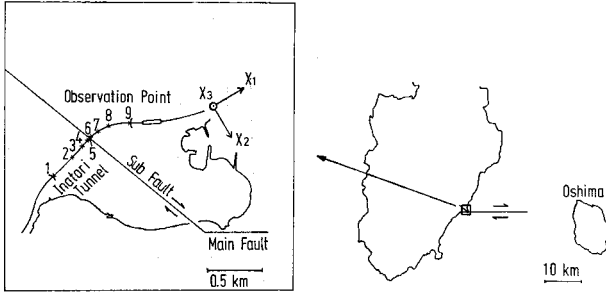 Observation Point
X3
X1
X2
1
2
3
4
5
6
7
8
9
Inatori
Tunnel
Sub Fault
Main Fault
0.5 km
Oshima
10 km